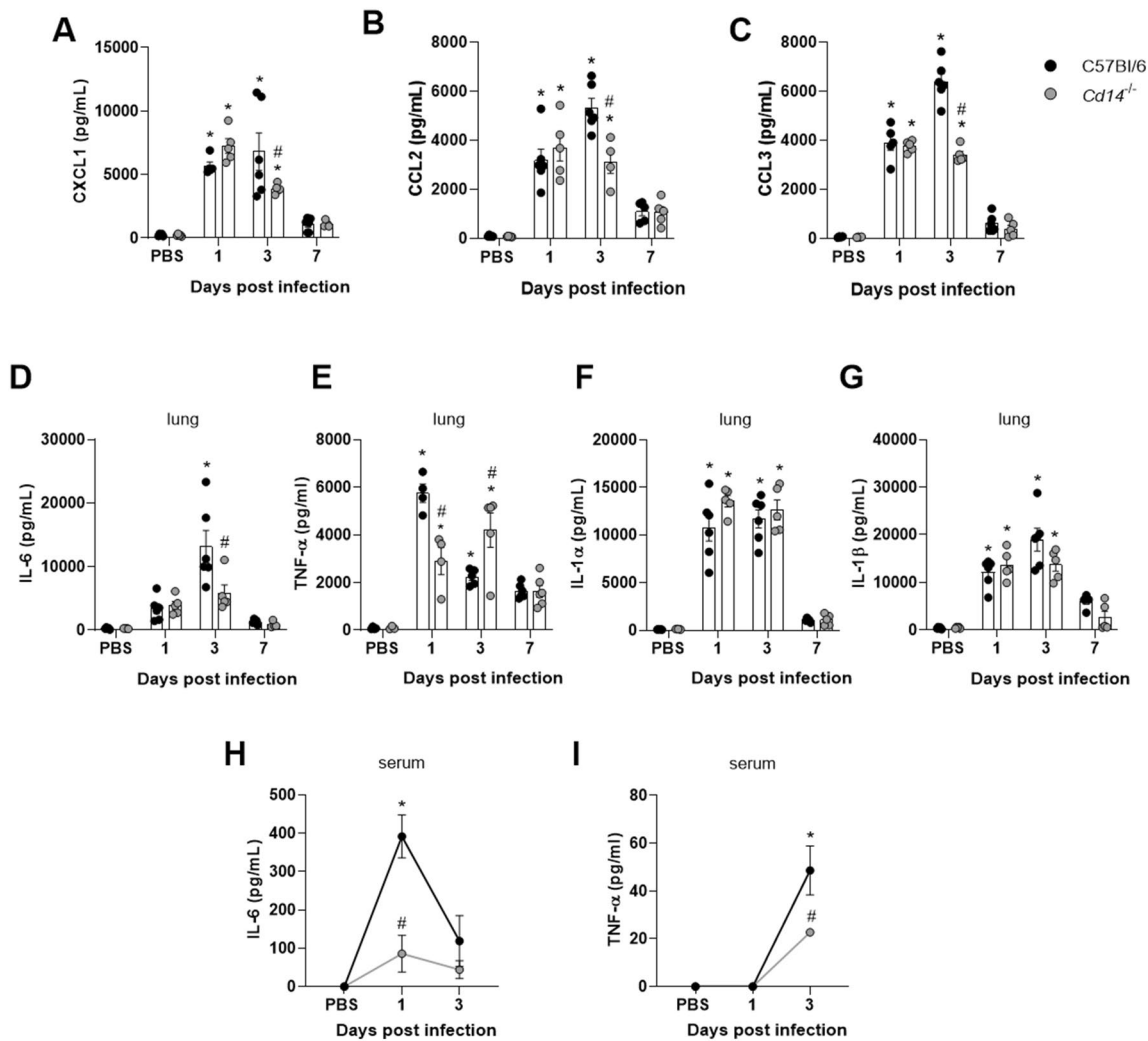 A
CXCL1 (pg/mL)
15000
10000
5000
0
* * * # *
PBS 1 3 7
Days post infection
B
CCL2 (pg/mL)
8000
6000
4000
2000
0
* * * # *
PBS 1 3 7
Days post infection
C
CCL3 (pg/mL)
8000
6000
4000
2000
0
* * * # *
PBS 1 3 7
Days post infection
C57Bl/6
Cd14-/-
D
lung
IL-6 (pg/mL)
30000
20000
10000
0
* #
PBS 1 3 7
Days post infection
E
lung
TNF-α (pg/ml)
8000
6000
4000
2000
0
* # * * # *
PBS 1 3 7
Days post infection
F
lung
IL-1α (pg/mL)
20000
15000
10000
5000
0
* * * *
PBS 1 3 7
Days post infection
G
lung
IL-1β (pg/mL)
40000
30000
20000
10000
0
* * * *
PBS 1 3 7
Days post infection
H
serum
IL-6 (pg/mL)
500
400
300
200
100
0
* #
PBS 1 3
Days post infection
I
serum
TNF-α (pg/ml)
80
60
40
20
0
* #
PBS 1 3
Days post infection